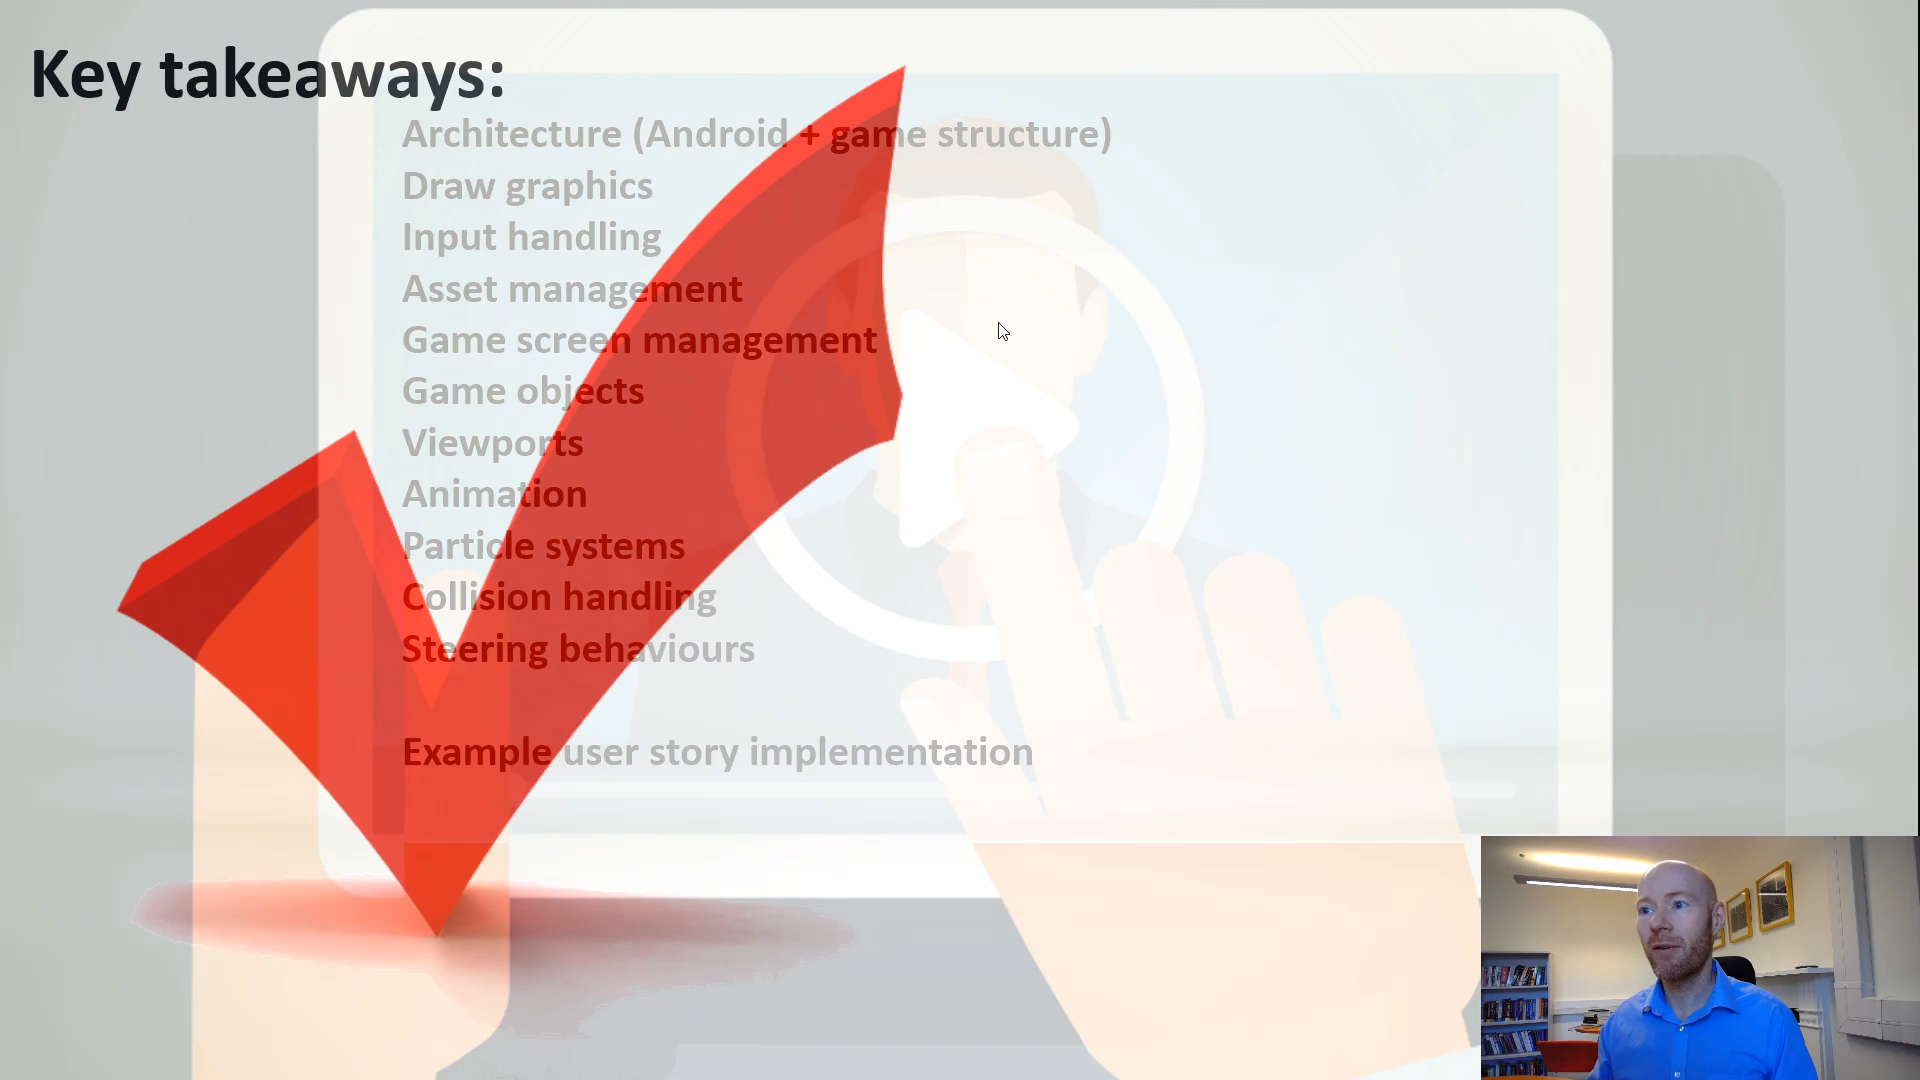 Key takeaways:
Architecture (Android + game structure)
Draw graphics
Input handling
Asset management
Game screen management
Game objects
Viewports
Animation
Particle systems
Collision handling
Steering behaviours
Example user story implementation